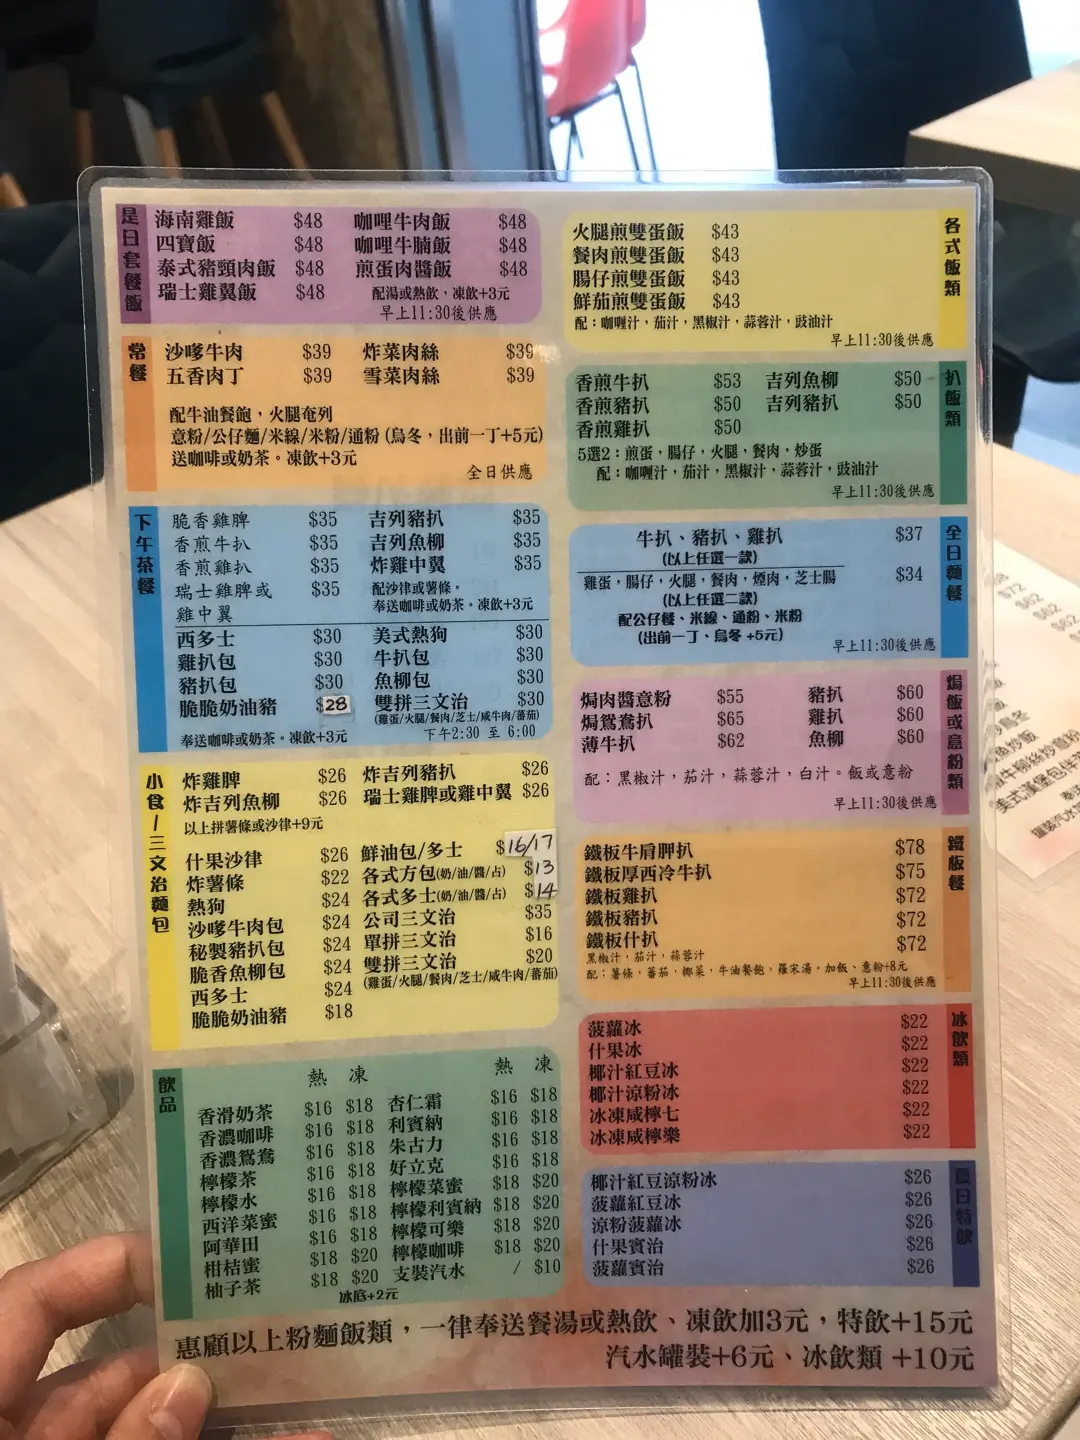 是日套餐飯
海南雞飯 $48 咖哩牛肉飯 $48
四寶飯 $48 咖哩牛腩飯 $48
泰式豬頸肉飯 $48 煎蛋肉醬飯 $48
瑞士雞翼飯 $48 配湯或熱飲，凍飲+3元
早上11:30後供應
常餐
沙嗲牛肉 $39 炸菜肉絲 $39
五香肉丁 $39 雪菜肉絲 $39
配牛油餐飽，火腿奄列
意粉/公仔麵/米線/米粉/通粉(烏冬，出前一丁+5元)
送咖啡或奶茶。凍飲+3元
全日供應
下午茶餐
脆香雞脾 $35 吉列豬扒 $35
香煎牛扒 $35 吉列魚柳 $35
香煎雞扒 $35 炸雞中翼 $35
瑞士雞脾或 $35 配沙律或薯條。
雞中翼 奉送咖啡或奶茶。凍飲+3元
西多士 $30 美式熱狗 $30
雞扒包 $30 牛扒包 $30
豬扒包 $30 魚柳包 $30
脆脆奶油豬 $28 雙拼三文治 $30
(雞蛋/火腿/餐肉/芝士/咸牛肉/蕃茄)
奉送咖啡或奶茶。凍飲+3元 下午2:30 至 6:00
小食/三文治麵包
炸雞脾 $26 炸吉列豬扒 $26
炸吉列魚柳 $26 瑞士雞脾或雞中翼 $26
以上拼薯條或沙律+9元
什果沙律 $26 鮮油包/多士 $16/17
炸薯條 $22 各式方包(奶/油/醬/占) $13
熱狗 $24 各式多士(奶/油/醬/占) $14
沙嗲牛肉包 $24 公司三文治 $35
秘製豬扒包 $24 單拼三文治 $16
脆香魚柳包 $24 雙拼三文治 $20
西多士 $24 (雞蛋/火腿/餐肉/芝士/咸牛肉/蕃茄)
脆脆奶油豬 $18
飲品
熱 凍 熱 凍
香滑奶茶 $16 $18 杏仁霜 $16 $18
香濃咖啡 $16 $18 利賓納 $16 $18
香濃鴛鴦 $16 $18 朱古力 $16 $18
檸檬茶 $16 $18 好立克 $16 $18
檸檬水 $16 $18 檸檬菜蜜 $18 $20
西洋菜蜜 $16 $18 檸檬利賓納 $18 $20
阿華田 $16 $18 檸檬可樂 $18 $20
柑桔蜜 $18 $20 檸檬咖啡 $18 $20
柚子茶 $18 $20 支裝汽水 / $10
冰底+2元
各式飯類
火腿煎雙蛋飯 $43
餐肉煎雙蛋飯 $43
腸仔煎雙蛋飯 $43
鮮茄煎雙蛋飯 $43
配：咖喱汁，茄汁，黑椒汁，蒜蓉汁，豉油汁
早上11:30後供應
扒飯類
香煎牛扒 $53 吉列魚柳 $50
香煎豬扒 $50 吉列豬扒 $50
香煎雞扒 $50
5選2：煎蛋，腸仔，火腿，餐肉，炒蛋
配：咖喱汁，茄汁，黑椒汁，蒜蓉汁，豉油汁
早上11:30後供應
全日麵餐
牛扒、豬扒、雞扒 $37
(以上任選一款)
雞蛋，腸仔，火腿，餐肉，煙肉，芝士腸 $34
(以上任選二款)
配公仔餐、米線、通粉、米粉
(出前一丁、烏冬 +5元)
早上11:30後供應
焗飯或意粉類
焗肉醬意粉 $55 豬扒 $60
焗鴛鴦扒 $65 雞扒 $60
薄牛扒 $62 魚柳 $60
配：黑椒汁，茄汁，蒜蓉汁，白汁。飯或意粉
早上11:30後供應
鐵板餐
鐵板牛肩胛扒 $78
鐵板厚西冷牛扒 $75
鐵板雞扒 $72
鐵板豬扒 $72
鐵板什扒 $72
黑椒汁，茄汁，蒜蓉汁
配：薯條，蕃茄，椰菜，牛油餐飽，羅宋湯。加飯、意粉+8元
早上11:30後供應
冰飲類
菠蘿冰 $22
什果冰 $22
椰汁紅豆冰 $22
椰汁涼粉冰 $22
冰凍咸檸七 $22
冰凍咸檸樂 $22
夏日特飲
椰汁紅豆涼粉冰 $26
菠蘿紅豆冰 $26
涼粉菠蘿冰 $26
什果賓治 $26
菠蘿賓治 $26
惠顧以上粉麵飯類，一律奉送餐湯或熱飲、凍飲加3元，特飲+15元
汽水罐裝+6元、冰飲類 +10元
$72
$62
$62